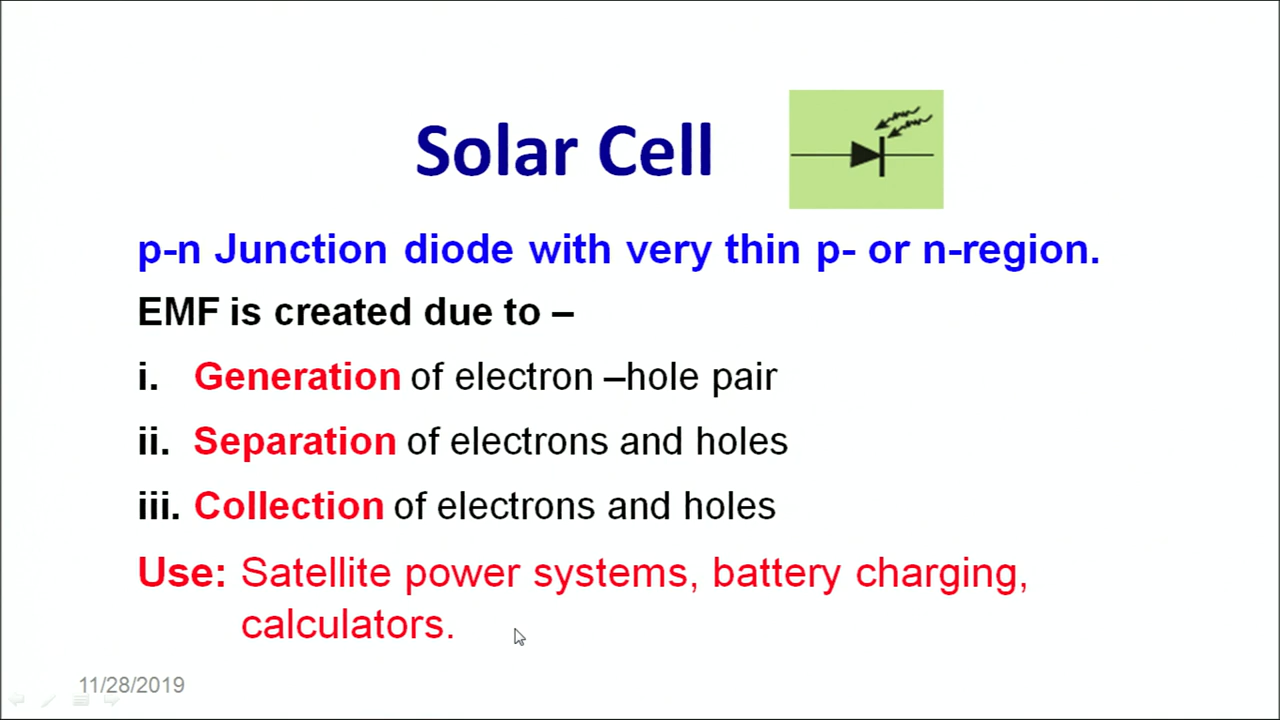 Solar Cell
p-n Junction diode with very thin p- or n-region.
EMF is created due to –
i. Generation of electron –hole pair
ii. Separation of electrons and holes
iii. Collection of electrons and holes
Use: Satellite power systems, battery charging,
calculators.
11/28/2019